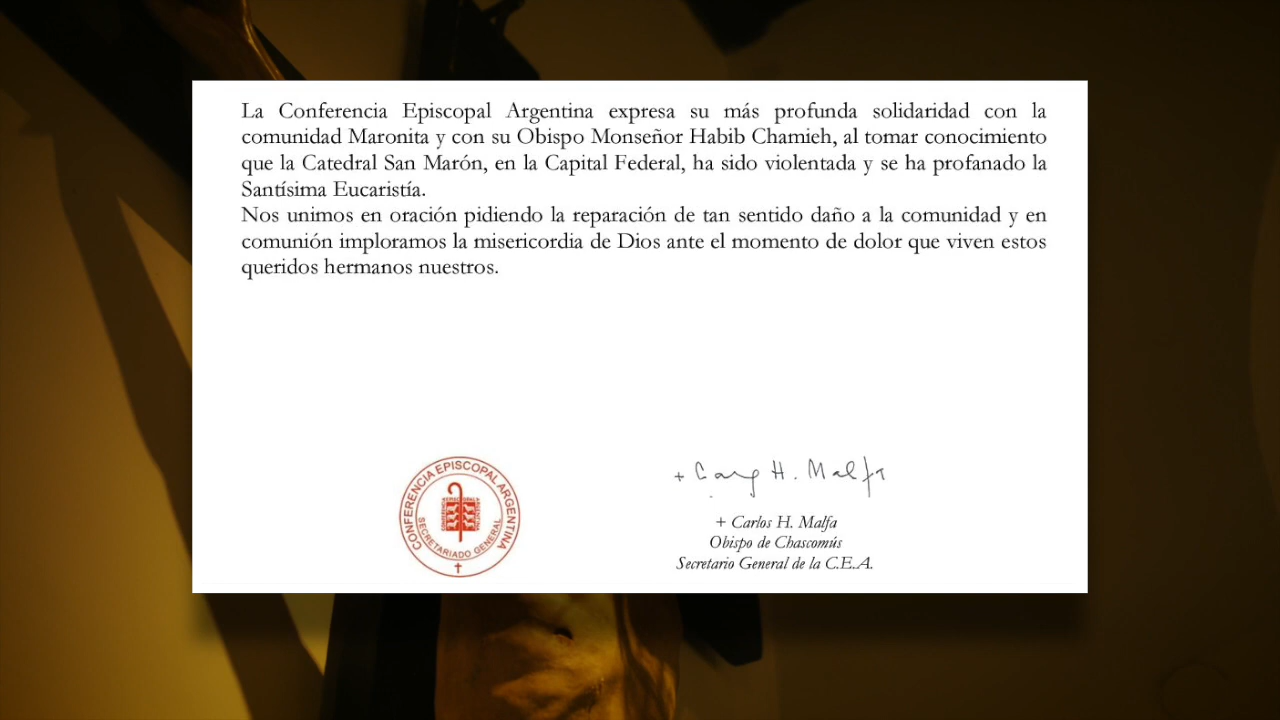 La Conferencia Episcopal Argentina expresa su más profunda solidaridad con la
comunidad Maronita y con su Obispo Monseñor Habib Chamieh, al tomar conocimiento
que la Catedral San Marón, en la Capital Federal, ha sido violentada y se ha profanado la
Santísima Eucaristía.
Nos unimos en oración pidiendo la reparación de tan sentido daño a la comunidad y en
comunión imploramos la misericordia de Dios ante el momento de dolor que viven estos
queridos hermanos nuestros.
CONFERENCIA EPISCOPAL ARGENTINA
CONFERENCIA EPISCOPAL ARGENTINA
SECRETARIADO GENERAL
+ Carlos H. Malfa
+ Carlos H. Malfa
Obispo de Chascomús
Secretario General de la C.E.A.